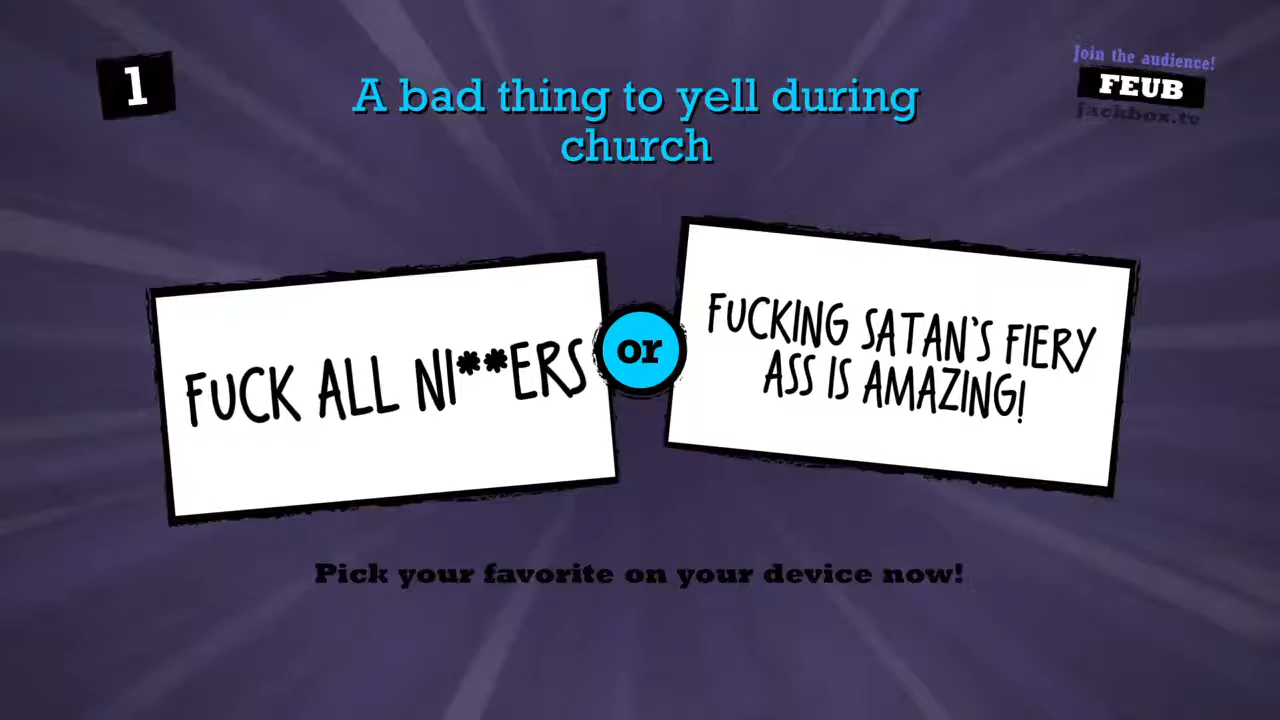 1
A bad thing to yell during
church
Join the audience!
FEUB
jackbox.tv
FUCK ALL NI**ERS
or
FUCKING SATAN'S FIERY
ASS IS AMAZING!
Pick your favorite on your device now!